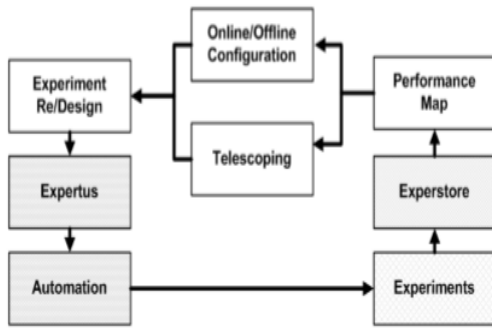 Online/Offline
Configuration
Experiment
Re/Design
Performance
Map
Telescoping
Expertus
Experstore
Automation
Experiments